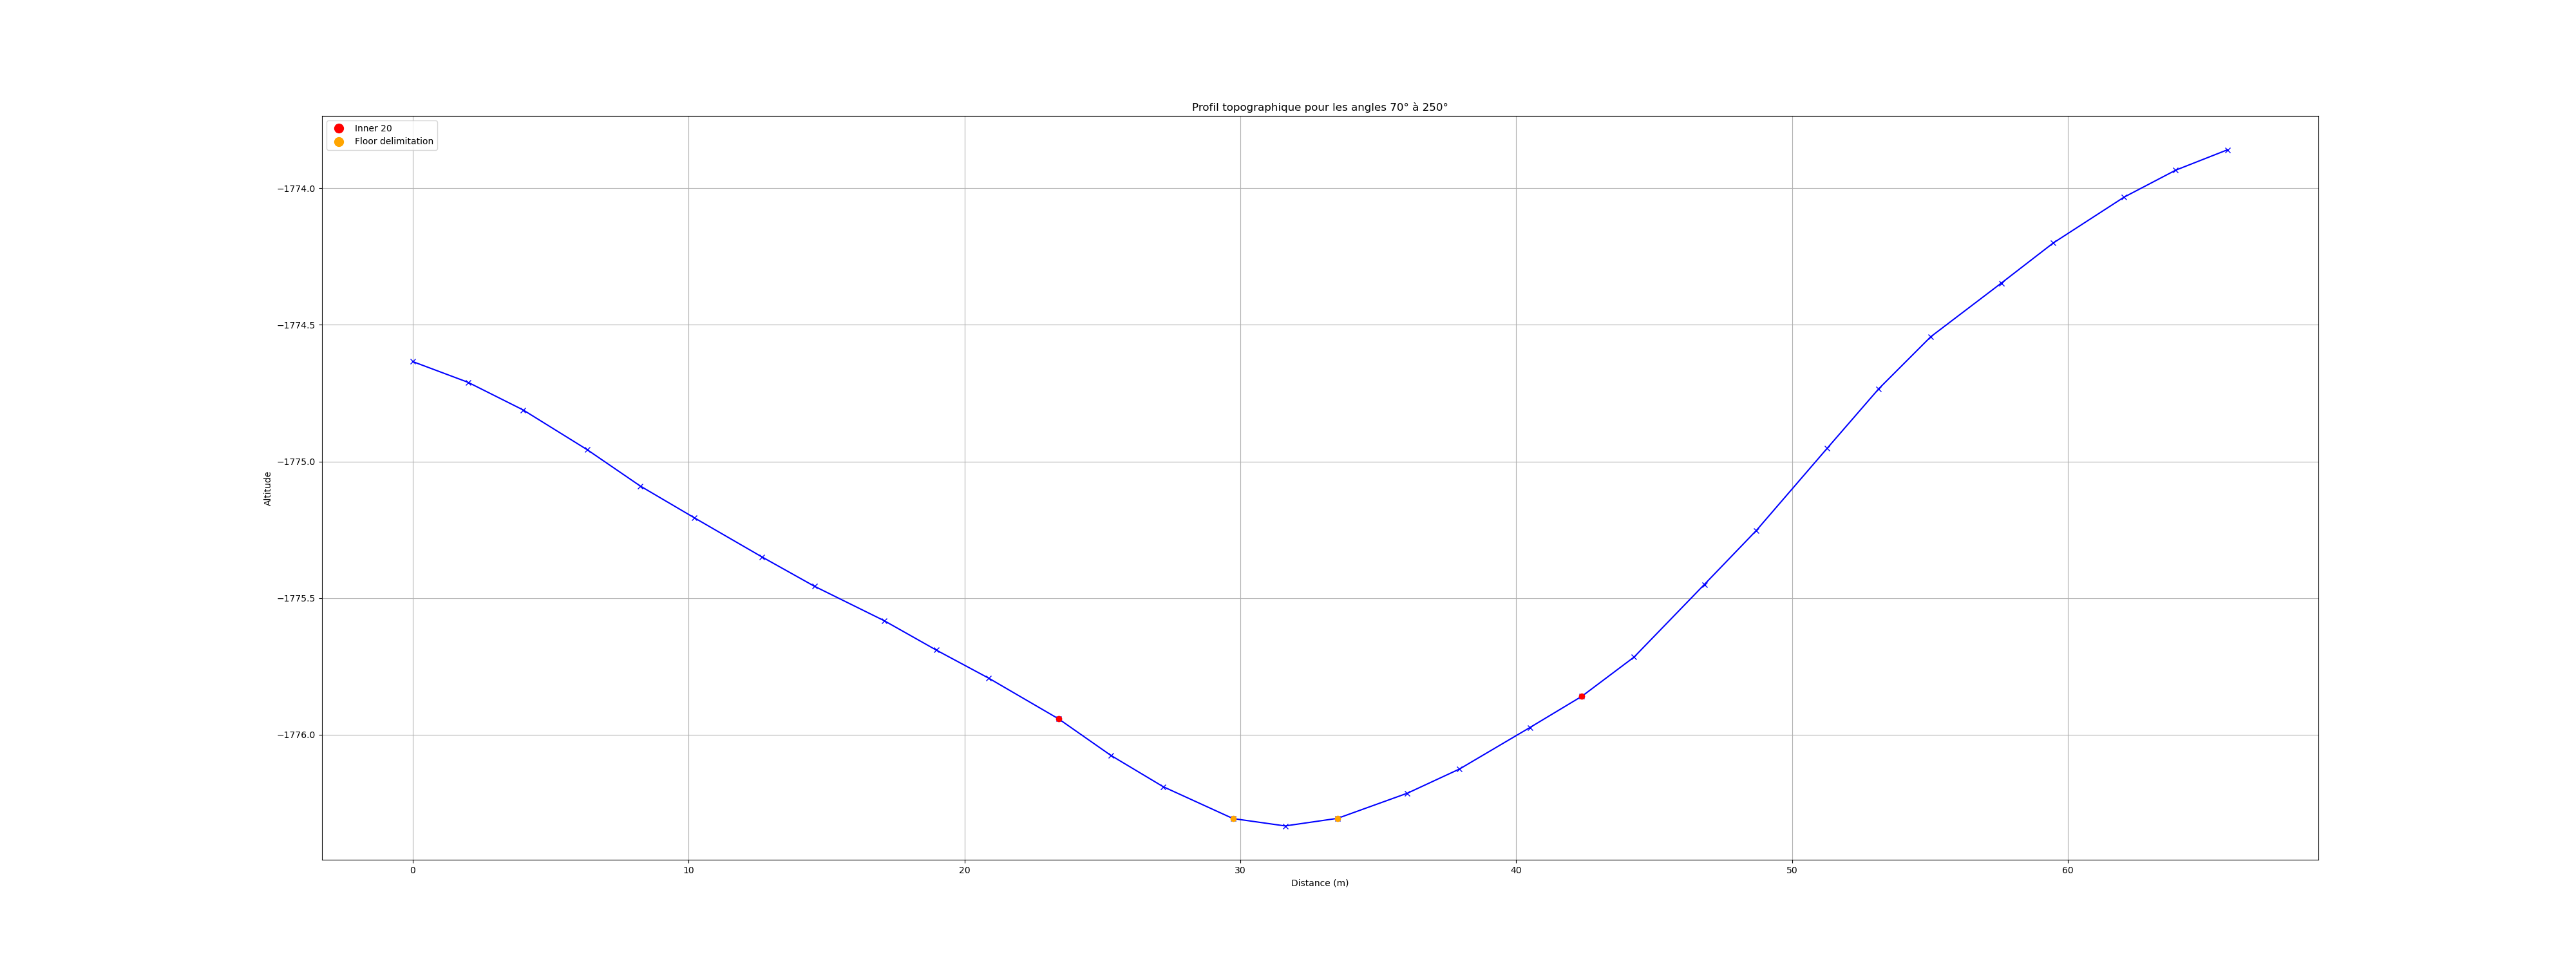 Profil topographique pour les angles 70° à 250°
Inner 20
Floor delimitation
−1774.0
−1774.5
−1775.0
−1775.5
−1776.0
Altitude
0 10 20 30 40 50 60
Distance (m)